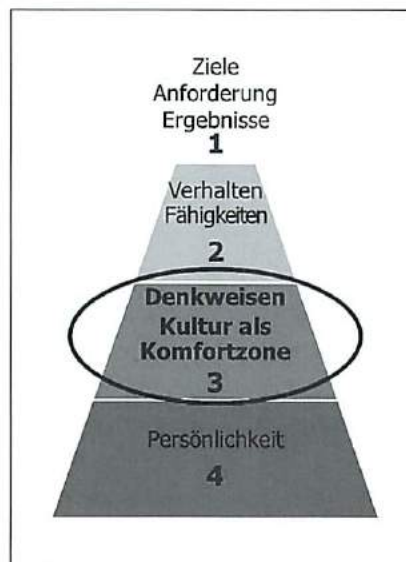 Ziele
Anforderung
Ergebnisse
1
Verhalten
Fähigkeiten
2
Denkweisen
Kultur als
Komfortzone
3
Persönlichkeit
4